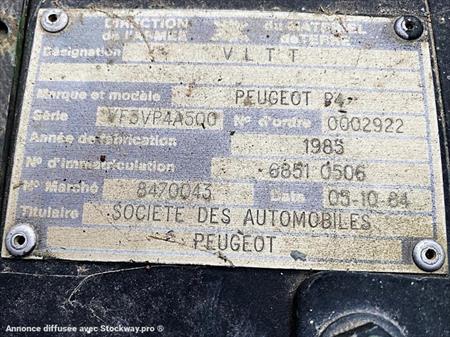 DIRECTION du MATERIEL
de l'ARMEE de TERRE
Désignation VLTT
Marque et modèle PEUGEOT P4
Série VF3VP4A500 N° d'ordre 0002922
Année de fabrication 1985
N° d'immatriculation 6851 0506
N° Marché 8470043 Date 05-10-84
Titulaire SOCIETE DES AUTOMOBILES
PEUGEOT
Annonce diffusée avec Stockway.pro ®